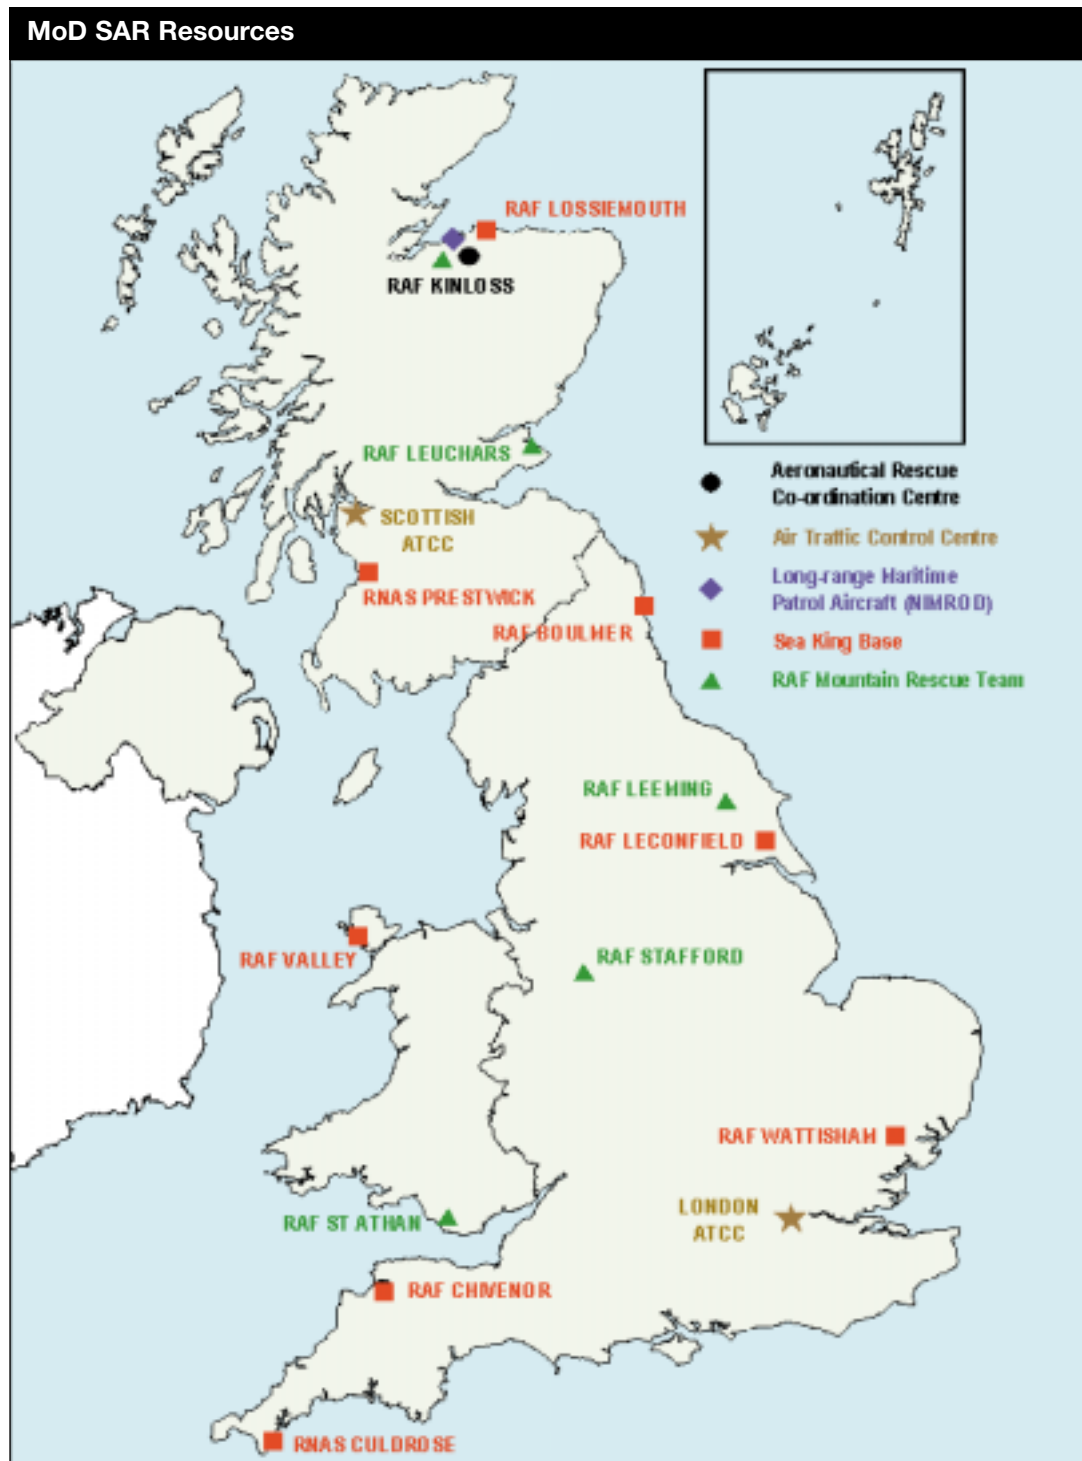 MoD SAR Resources
RAF LOSSIEMOUTH
RAF KINLOSS
RAF LEUCHARS
Aeronautical Rescue
Co-ordination Centre
SCOTTISH
ATCC
Air Traffic Control Centre
Long-range Maritime
Patrol Aircraft (NIMROD)
RNAS PRESTWICK
RAF BOULMER
Sea King Base
RAF Mountain Rescue Team
RAF LEEMING
RAF LECONFIELD
RAF VALLEY
RAF STAFFORD
RAF WATTISHAM
LONDON
ATCC
RAF ST ATHAN
RAF CHIVENOR
RNAS CULDROSE